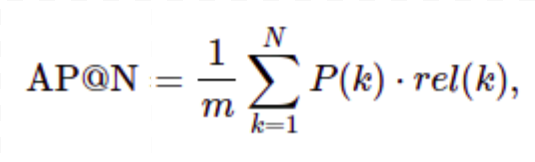 AP@N = \frac{1}{m} \sum_{k=1}^{N} P(k) \cdot rel(k),